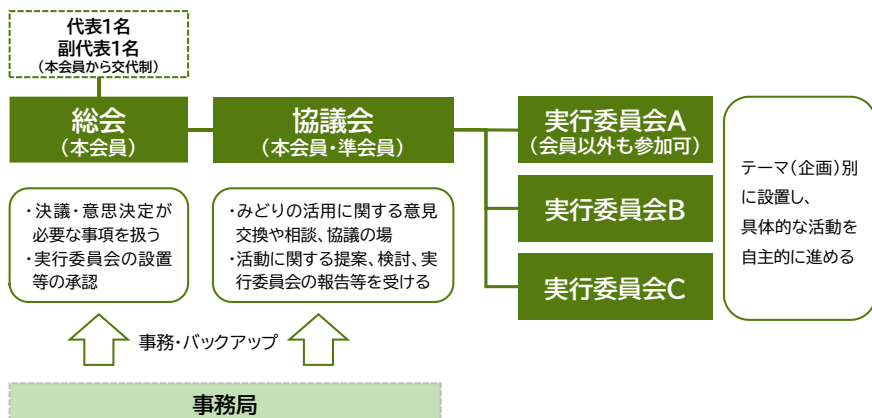 代表1名
副代表1名
(本会員から交代制)
総会
(本会員)
協議会
(本会員・準会員)
実行委員会A
(会員以外も参加可)
実行委員会B
実行委員会C
テーマ(企画)別
に設置し、
具体的な活動を
自主的に進める
・決議・意思決定が
必要な事項を扱う
・実行委員会の設置
等の承認
・みどりの活用に関する意見
交換や相談、協議の場
・活動に関する提案、検討、実
行委員会の報告等を受ける
事務・バックアップ
事務局